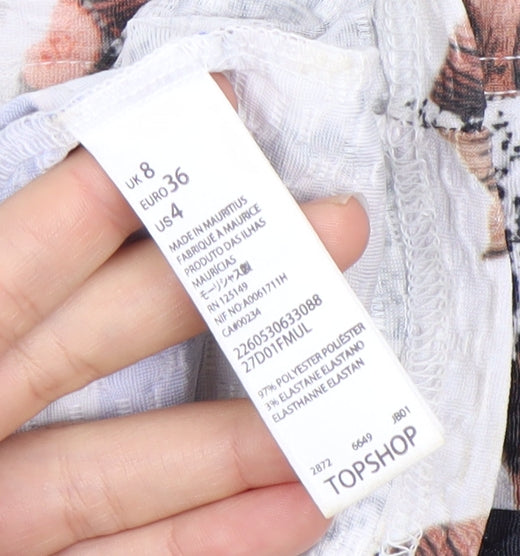 UK 8
EURO 36
US 4
MADE IN MAURITIUS
FABRIQUÉ À MAURICE
PRODUTO DAS ILHAS
MAURÍCIAS
モーリシャス製
RN 125149
NIF NO:A0061711H
CA#00234
2260530633088
27D01FMUL
97% POLYESTER POLIÉSTER
3% ELASTANE ELASTANO
ELASTHANNE ELASTAN
2872 6649 JB01
TOPSHOP